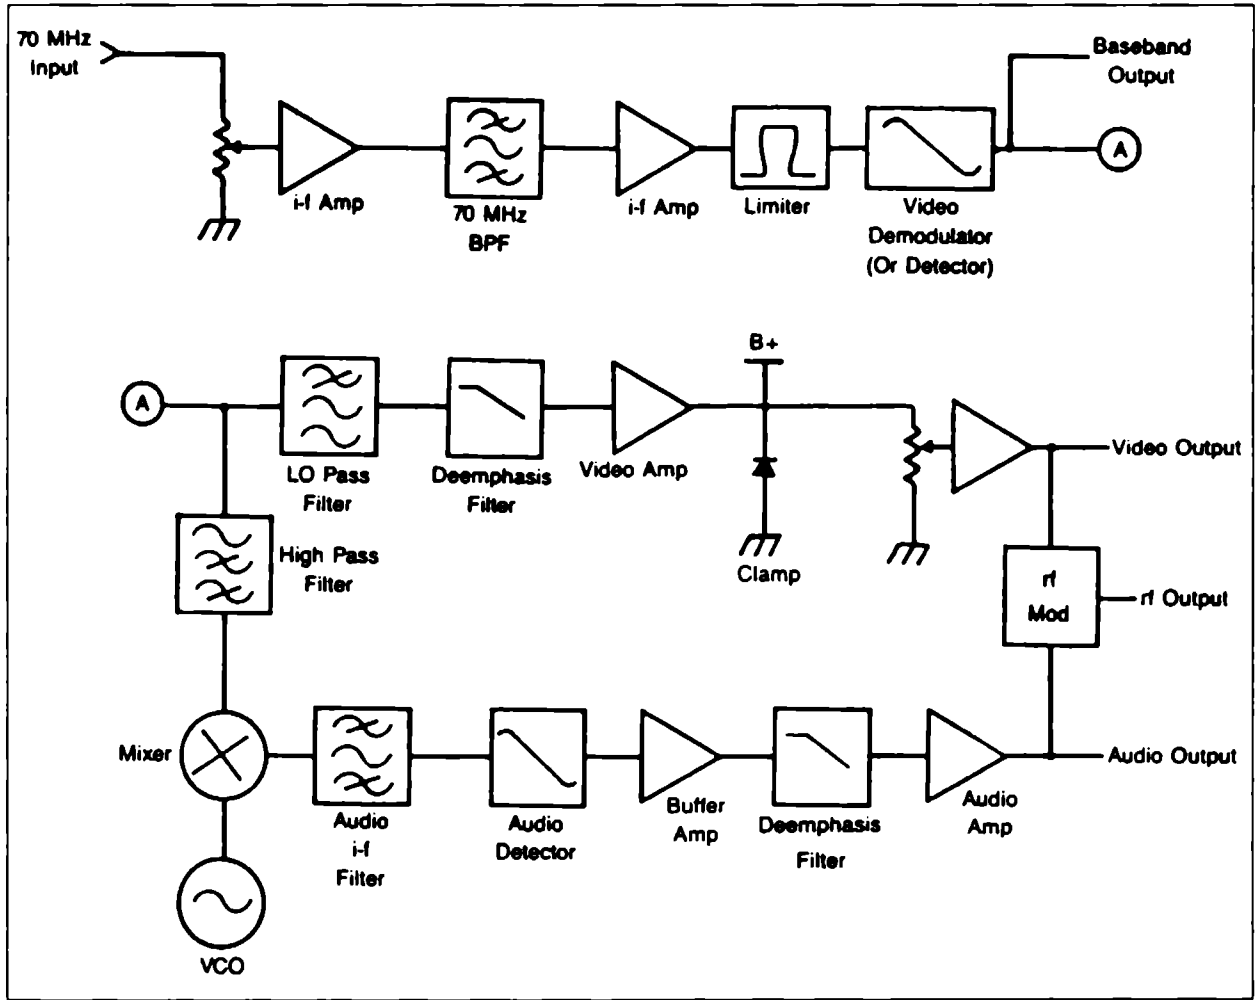 70 MHz
Input
Baseband
Output
A
i-f Amp
70 MHz
BPF
i-f Amp
Limiter
Video
Demodulator
(Or Detector)
B+
A
LO Pass
Filter
Deemphasis
Filter
Video Amp
Clamp
Video Output
High Pass
Filter
rf
Mod
rf Output
Mixer
Audio
i-f
Filter
Audio
Detector
Buffer
Amp
Deemphasis
Filter
Audio
Amp
Audio Output
VCO